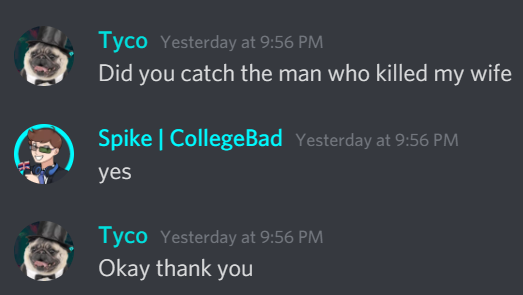 Tyco Yesterday at 9:56 PM
Did you catch the man who killed my wife
Spike | CollegeBad Yesterday at 9:56 PM
yes
Tyco Yesterday at 9:56 PM
Okay thank you